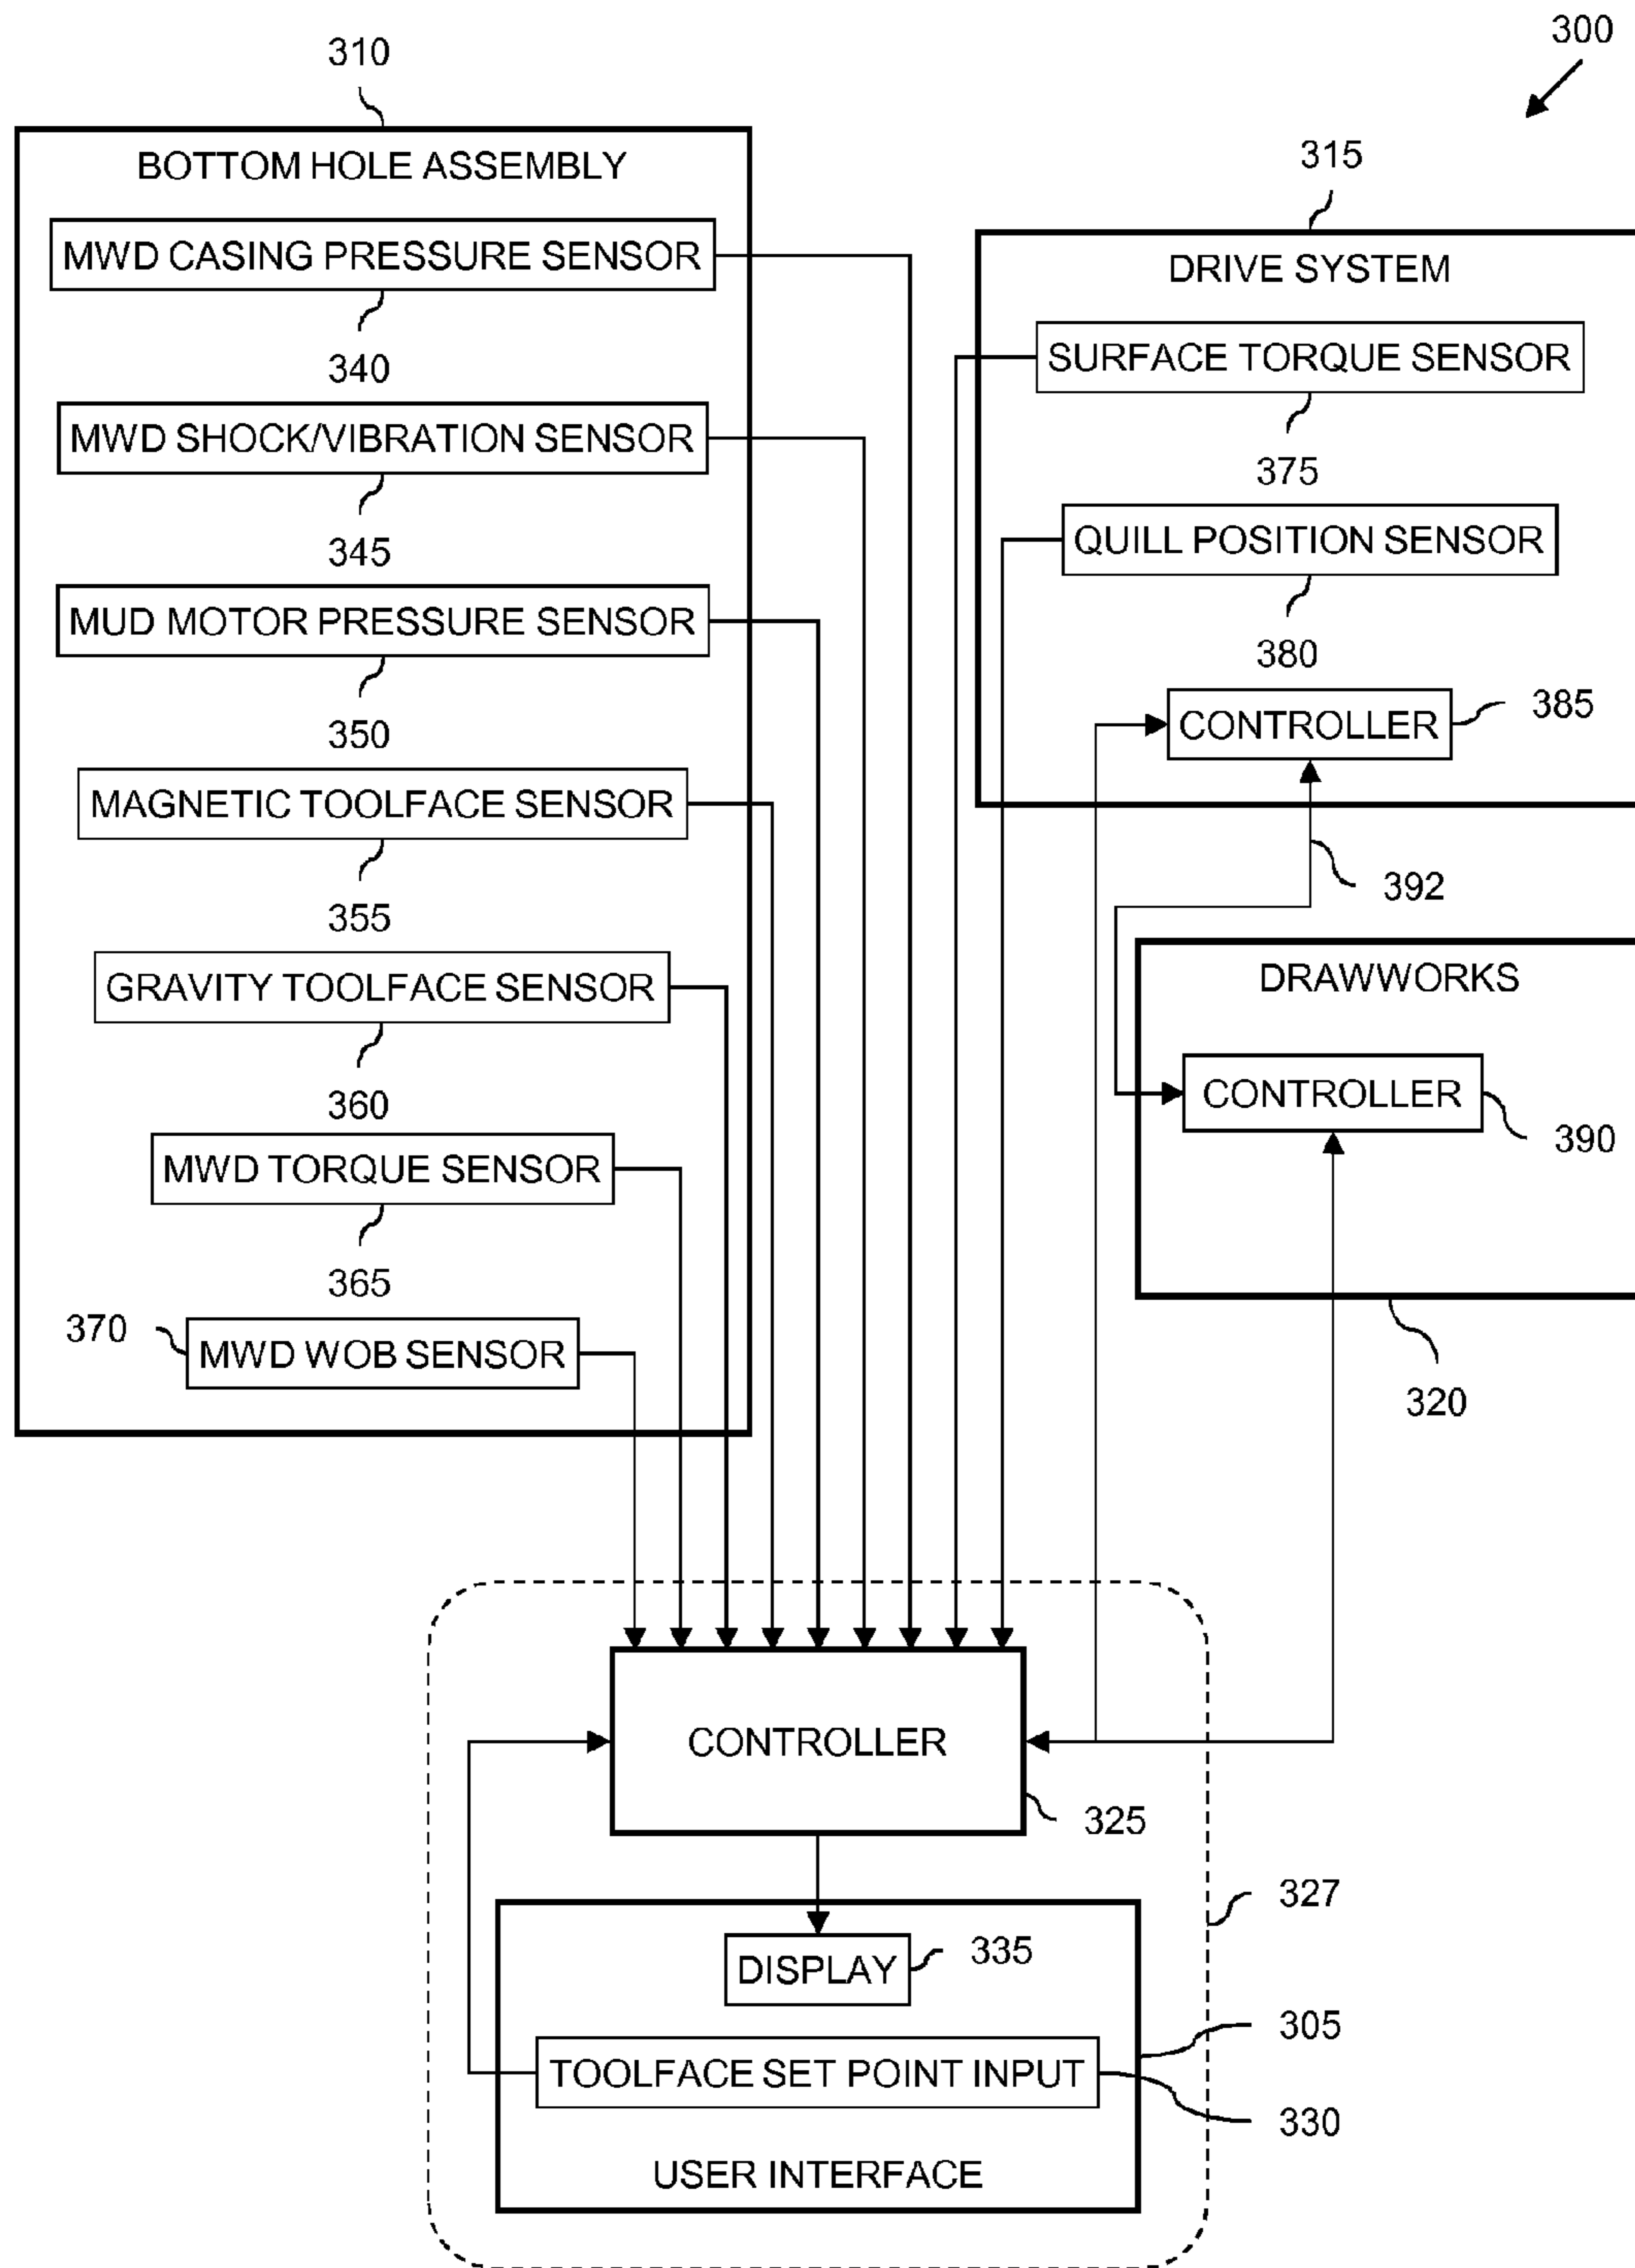 300
310
BOTTOM HOLE ASSEMBLY
MWD CASING PRESSURE SENSOR
340
MWD SHOCK/VIBRATION SENSOR
345
MUD MOTOR PRESSURE SENSOR
350
MAGNETIC TOOLFACE SENSOR
355
GRAVITY TOOLFACE SENSOR
360
MWD TORQUE SENSOR
365
370
MWD WOB SENSOR
315
DRIVE SYSTEM
SURFACE TORQUE SENSOR
375
QUILL POSITION SENSOR
380
CONTROLLER
385
392
DRAWWORKS
CONTROLLER
390
320
CONTROLLER
325
327
DISPLAY
335
305
TOOLFACE SET POINT INPUT
330
USER INTERFACE